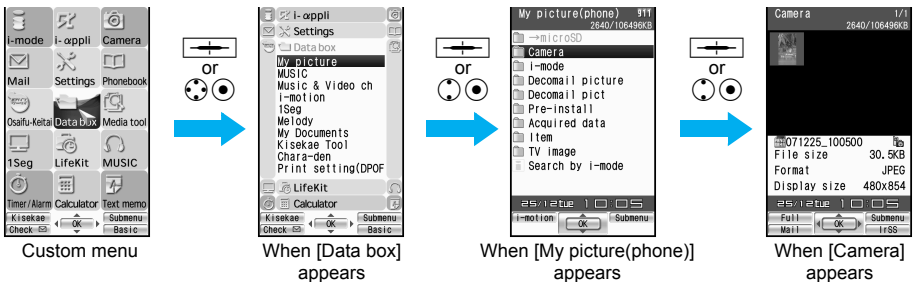 i-mode i-αppli Camera
Mail Settings Phonebook
Osaifu-Keitai Data box Media tool
1Seg LifeKit MUSIC
Timer/Alarm Calculator Text memo
Kisekae Submenu
OK
Check Basic
Custom menu
or
i-αppli
Settings
Data box
My picture
MUSIC
Music & Video ch
i-motion
1Seg
Melody
My Documents
Kisekae Tool
Chara-den
Print setting(DPOF
LifeKit
Calculator
Kisekae Submenu
OK
Check Basic
When [Data box]
appears
or
My picture(phone) 911
2640/106496KB
→microSD
Camera
i-mode
Decomail picture
Decomail pict
Pre-install
Acquired data
Item
TV image
Search by i-mode
25/12tue 10:05
i-motion Submenu
OK
When [My picture(phone)]
appears
or
Camera 1/1
2640/106496KB
071225_100500
File size 30.5KB
Format JPEG
Display size 480x854
25/12tue 10:05
Full Submenu
OK
Mail IrSS
When [Camera]
appears